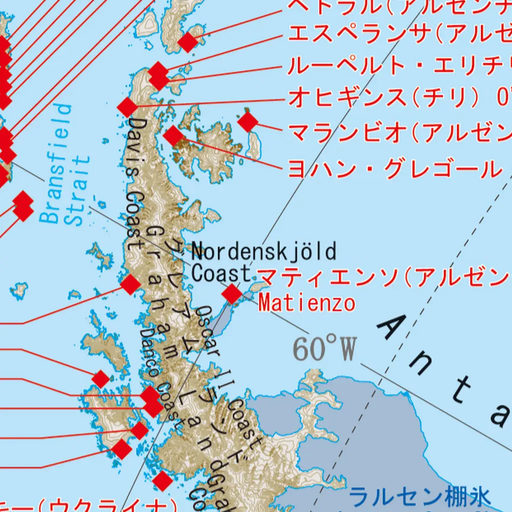 ペトラル(アルゼンチ
エスペランサ(アルゼ
ルーペルト・エリチリ
オヒギンス(チリ) O'
マランビオ(アルゼン
ヨハン・グレゴール
Bransfield
Strait
Davis Coast
Graham Land
グレアムランド
Nordenskjöld
Coast
マティエンソ(アルゼン
Matienzo
Oscar II Coast
Danco Coast
60°W
Anta
Grah
Co
ラルセン棚氷
キー(ウクライナ)